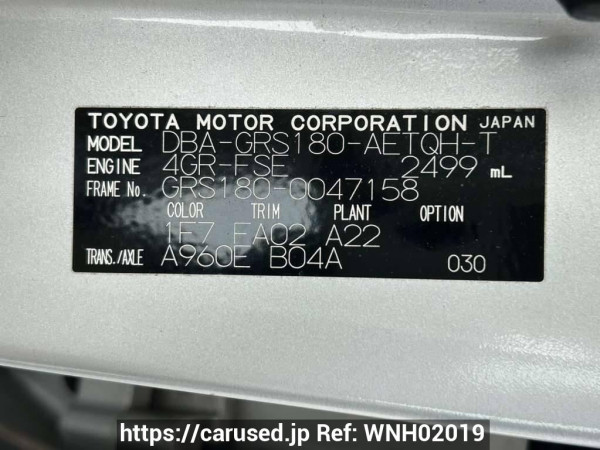 TOYOTA MOTOR CORPORATION JAPAN
MODEL DBA-GRS180-AETQH-T
ENGINE 4GR-FSE 2499 mL
FRAME No. GRS180-0047158
COLOR TRIM PLANT OPTION
1F7 FA02 A22
TRANS./AXLE A960E B04A 030
https://carused.jp Ref: WNH02019